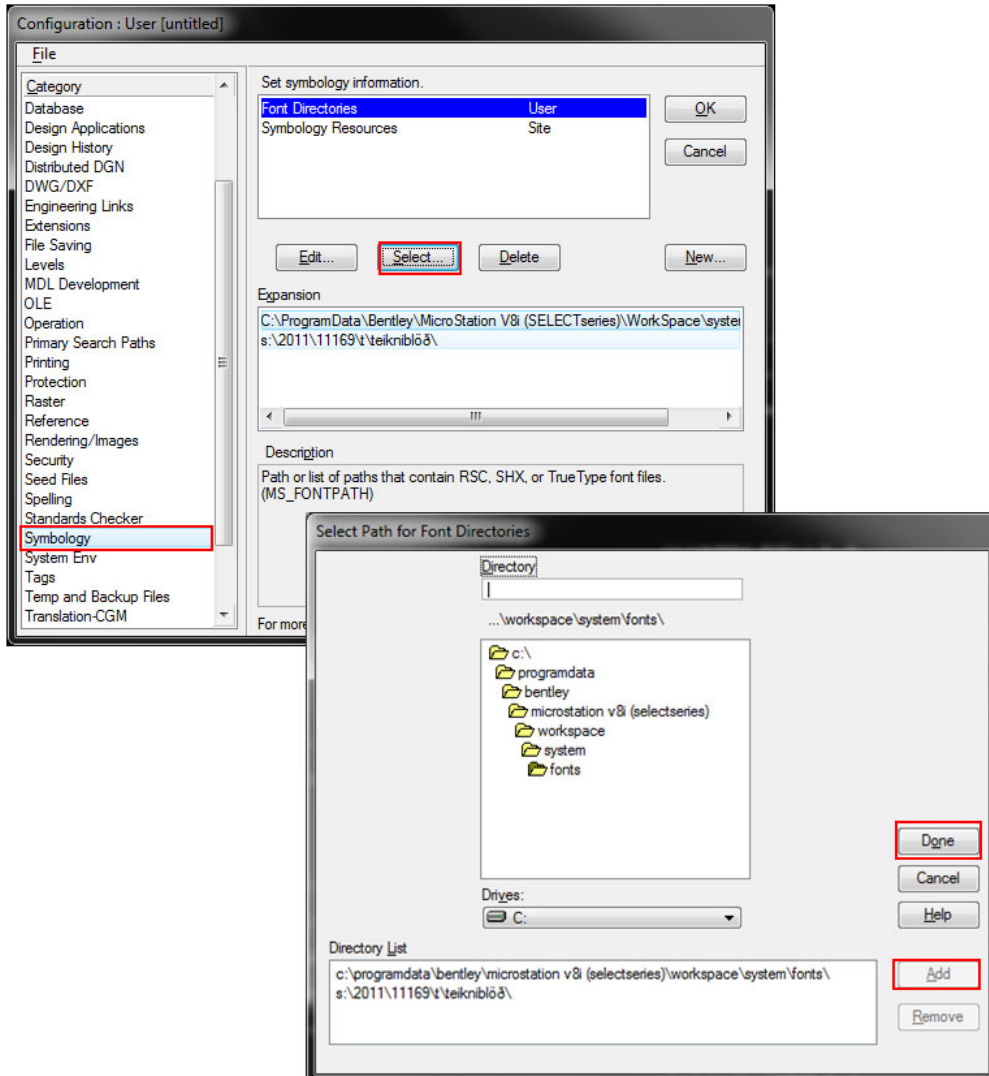 Configuration : User [untitled]
File
Category
Database
Design Applications
Design History
Distributed DGN
DWG/DXF
Engineering Links
Extensions
File Saving
Levels
MDL Development
OLE
Operation
Primary Search Paths
Printing
Protection
Raster
Reference
Rendering/Images
Security
Seed Files
Spelling
Standards Checker
Symbology
System Env
Tags
Temp and Backup Files
Translation-CGM
Set symbology information.
Font Directories User
Symbology Resources Site
OK
Cancel
Edit... Select... Delete New...
Expansion
C:\ProgramData\Bentley\MicroStation V8i (SELECTseries)\WorkSpace\system
s:\2011\11169\t\teikniblöð\
Description
Path or list of paths that contain RSC, SHX, or TrueType font files.
(MS_FONTPATH)
For more
Select Path for Font Directories
Directory
...\workspace\system\fonts\
c:\
programdata
bentley
microstation v8i (selectseries)
workspace
system
fonts
Done
Cancel
Help
Drives:
C:
Directory List
c:\programdata\bentley\microstation v8i (selectseries)\workspace\system\fonts\
s:\2011\11169\t\teikniblöð\
Add
Remove